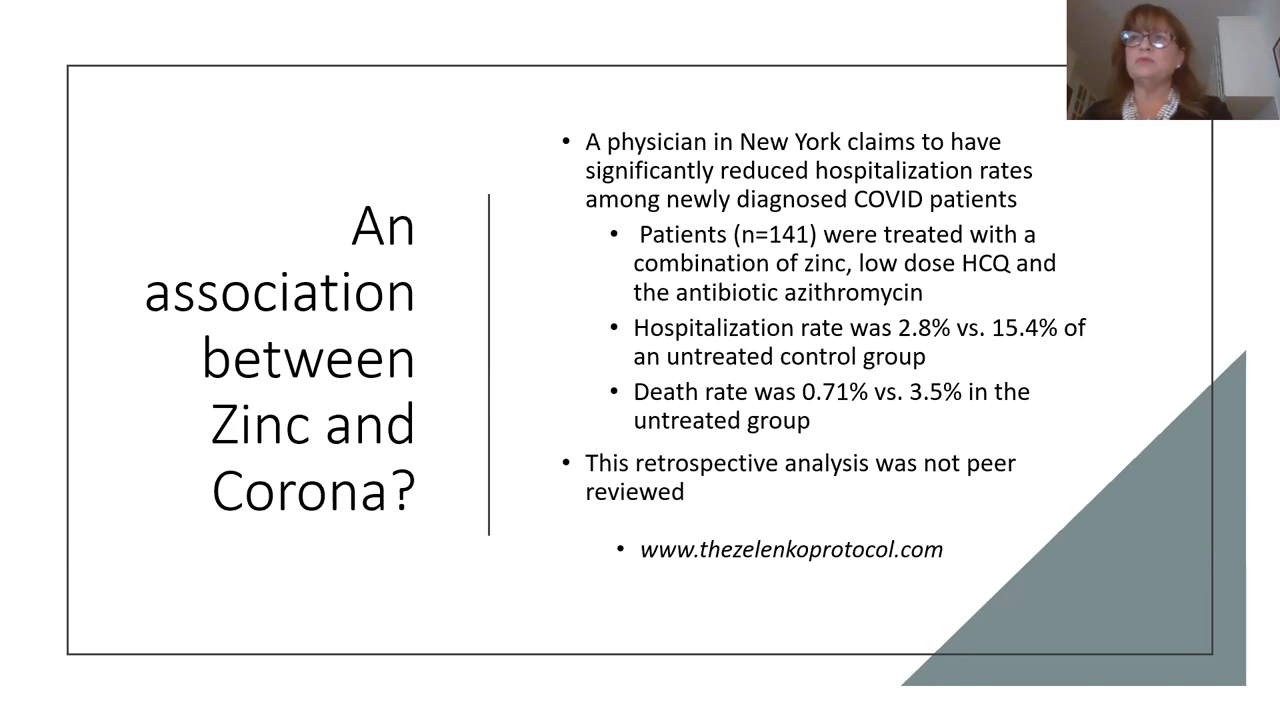 An
association
between
Zinc and
Corona?
• A physician in New York claims to have
significantly reduced hospitalization rates
among newly diagnosed COVID patients
• Patients (n=141) were treated with a
combination of zinc, low dose HCQ and
the antibiotic azithromycin
• Hospitalization rate was 2.8% vs. 15.4% of
an untreated control group
• Death rate was 0.71% vs. 3.5% in the
untreated group
• This retrospective analysis was not peer
reviewed
• www.thezelenkoprotocol.com